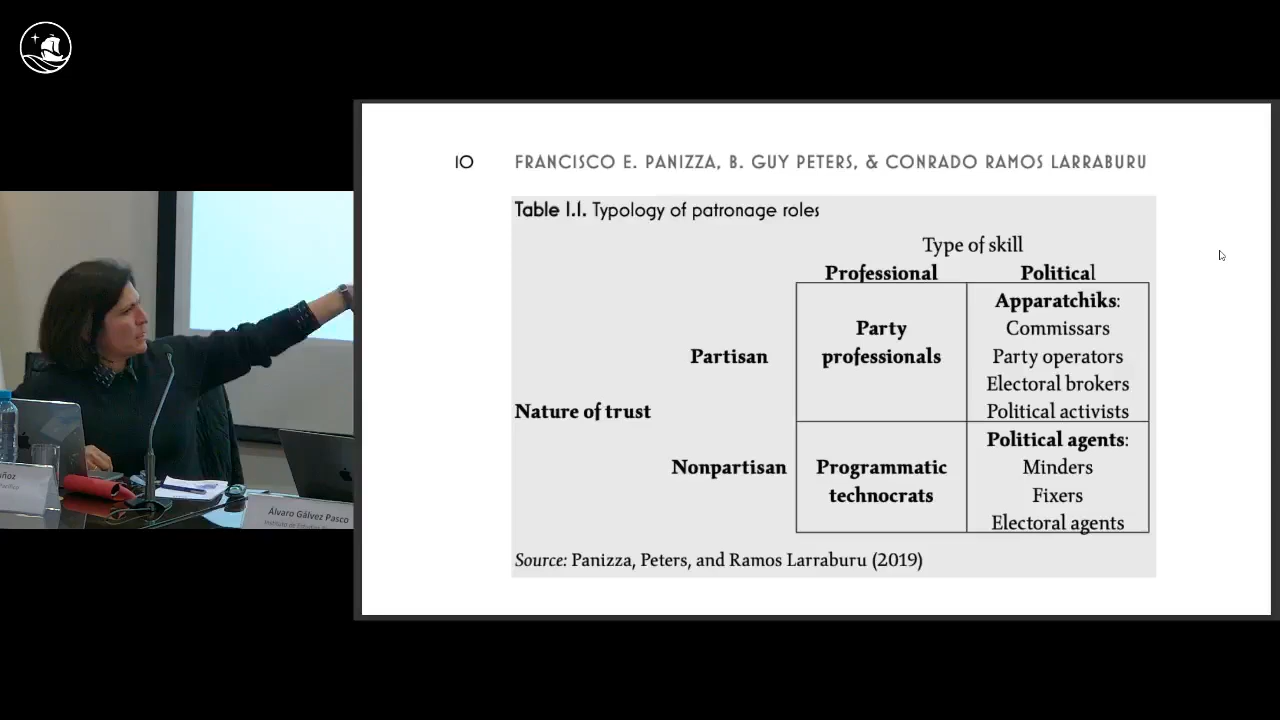 10 FRANCISCO E. PANIZZA, B. GUY PETERS, & CONRADO RAMOS LARRABURU
Table 1.1. Typology of patronage roles
Type of skill
Professional Political
Partisan
Party
professionals
Apparatchiks:
Commissars
Party operators
Electoral brokers
Political activists
Nature of trust
Nonpartisan
Programmatic
technocrats
Political agents:
Minders
Fixers
Electoral agents
Source: Panizza, Peters, and Ramos Larraburu (2019)
Álvaro Gálvez Pasco